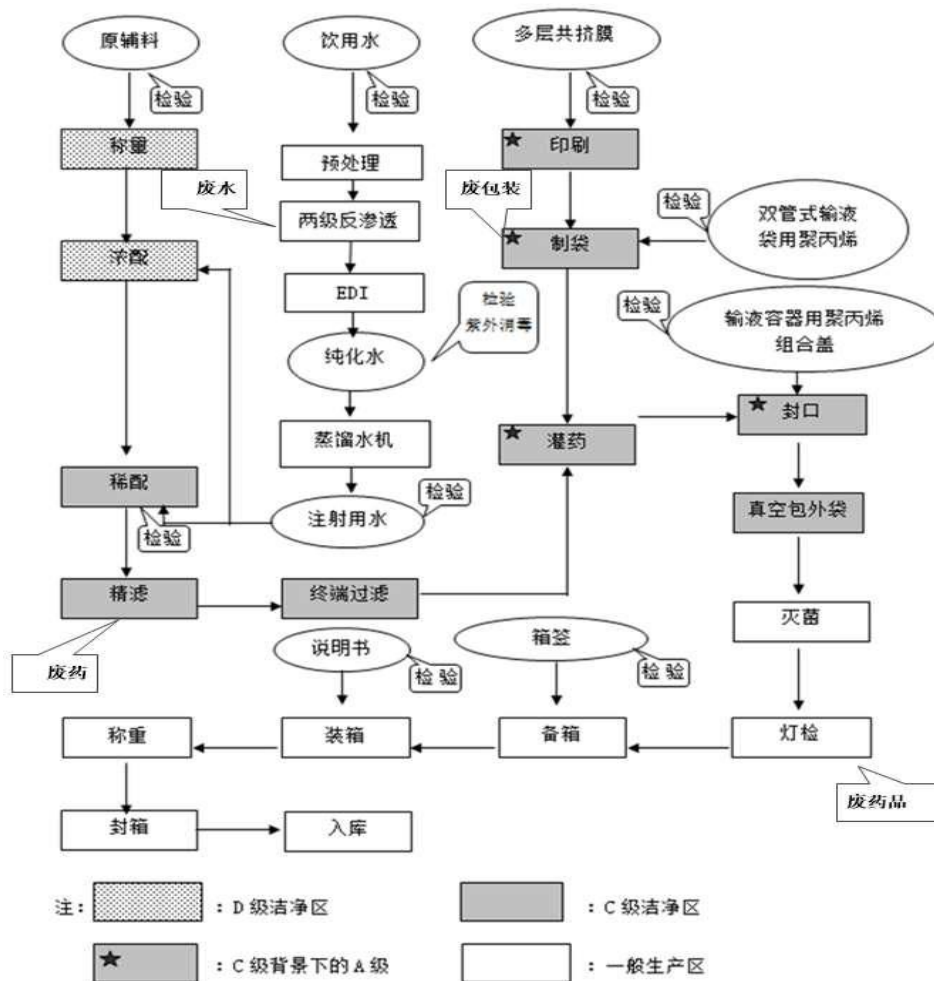 原辅料
饮用水
多层共抗膜
检验
检验
检验
称量
印刷
预处理
废水
废包装
检验
双管式输液
袋用聚丙烯
两级反渗透
制袋
浓配
检验
EDI
检验
紫外消毒
输液容器用聚丙烯
组合盖
纯化水
封口
蒸馏水机
灌药
稀配
检验
注射用水
真空包外袋
检验
精滤
终端过滤
灭菌
说明书
箱签
废药
检验
检验
称重
装箱
备箱
灯检
废药品
封箱
入库
注:
:D级洁净区
:C级洁净区
:C级背景下的A级
:一般生产区